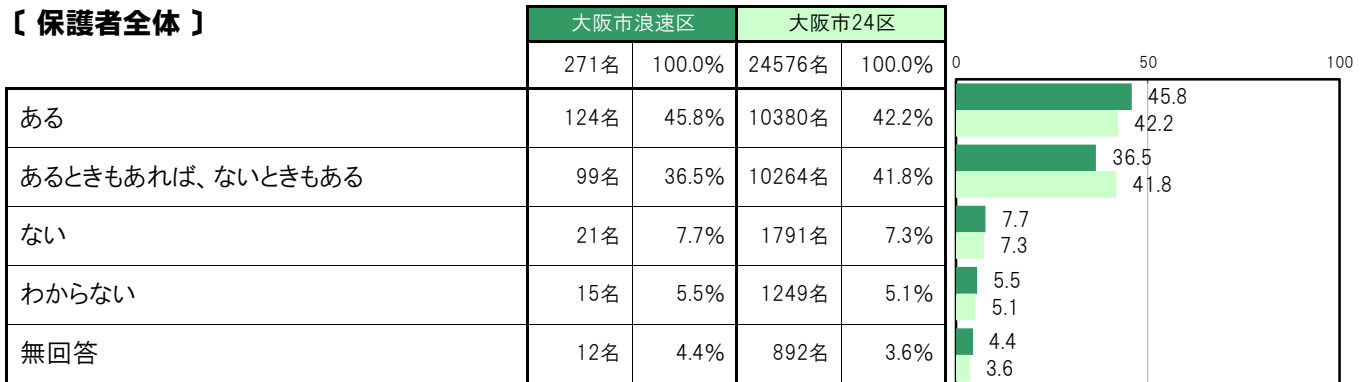 〔 保護者全体 〕
大阪市浪速区 大阪市24区
271名 100.0% 24576名 100.0%
0 50 100
ある 124名 45.8% 10380名 42.2%
45.8
42.2
あるときもあれば、ないときもある 99名 36.5% 10264名 41.8%
36.5
41.8
ない 21名 7.7% 1791名 7.3%
7.7
7.3
わからない 15名 5.5% 1249名 5.1%
5.5
5.1
無回答 12名 4.4% 892名 3.6%
4.4
3.6